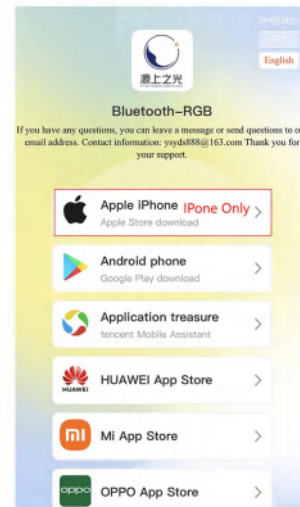 language
English
源上之光
Bluetooth-RGB
If you have any questions, you can leave a message or send questions to o
email address. Contact information: ysyds888@163.com Thank you for
your support.
Apple iPhone IPone Only
Apple Store download
Android phone
Google Play download
Application treasure
tencent Mobile Assistant
HUAWEI
HUAWEI App Store
mi
Mi App Store
oppo
OPPO App Store